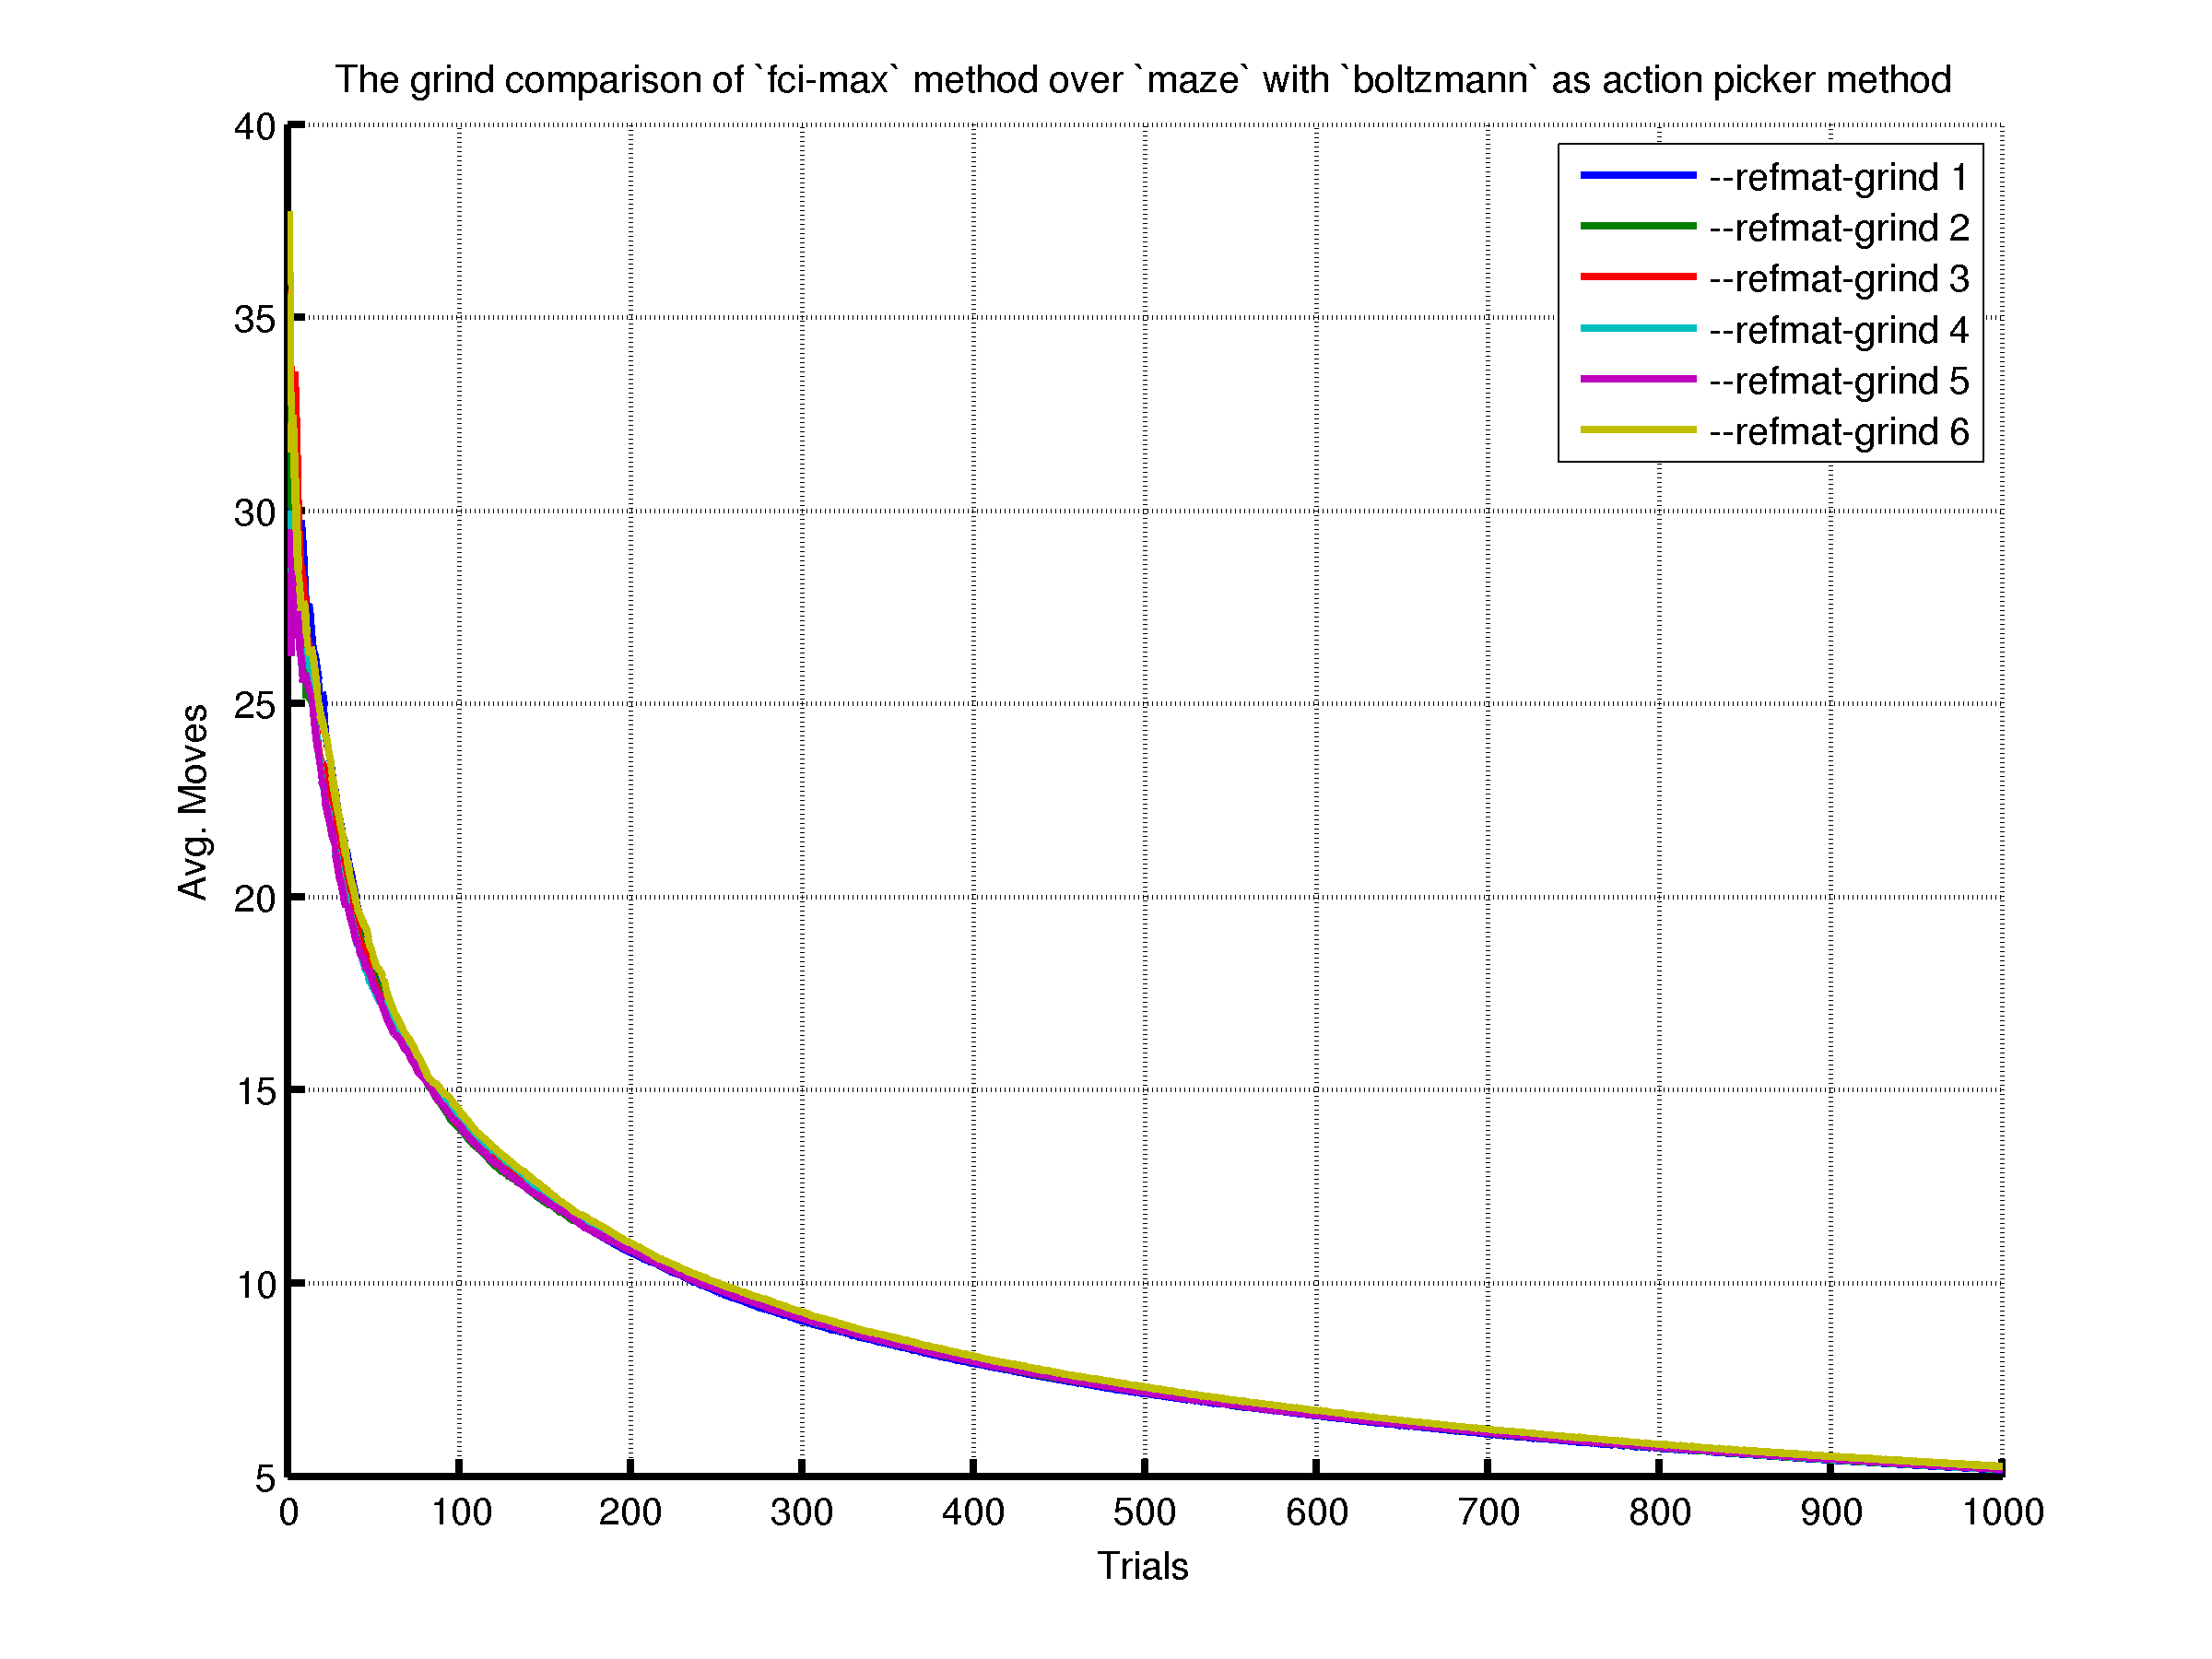 The grind comparison of `fci-max` method over `maze` with `boltzmann` as action picker method
40
35
30
25
20
15
10
5
Avg. Moves
--refmat-grind 1
--refmat-grind 2
--refmat-grind 3
--refmat-grind 4
--refmat-grind 5
--refmat-grind 6
0 100 200 300 400 500 600 700 800 900 1000
Trials